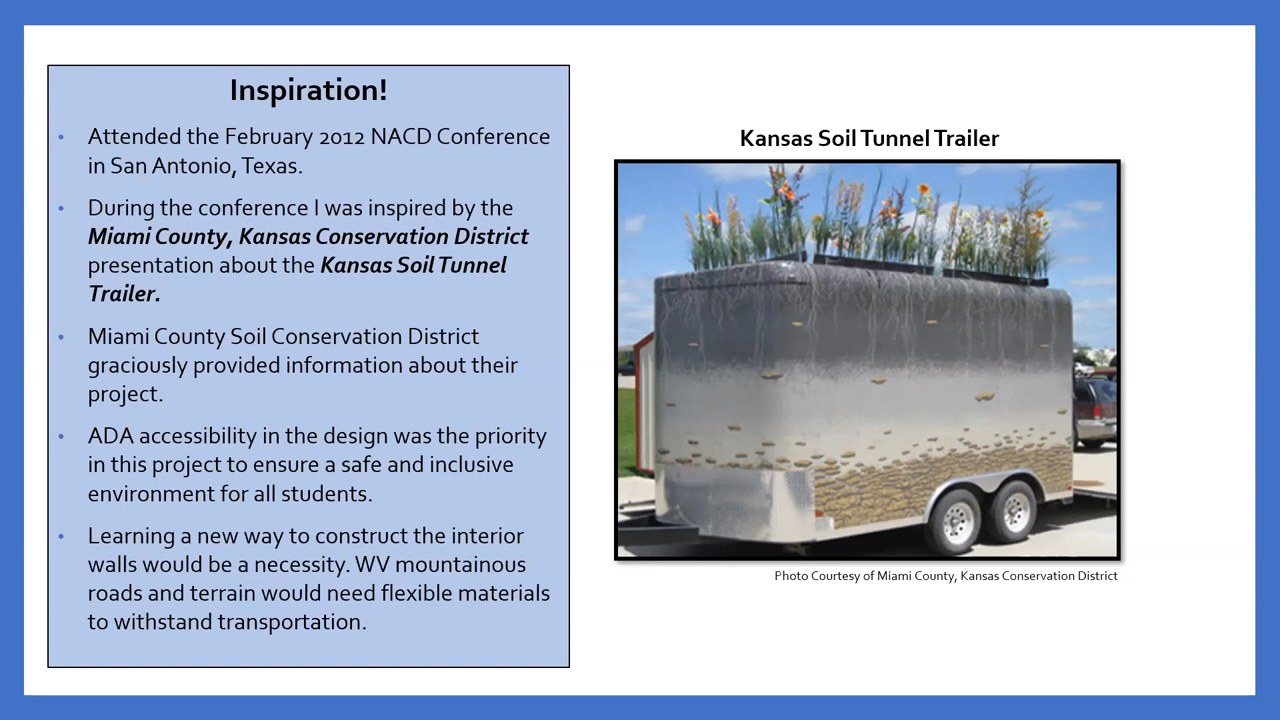 Inspiration!
• Attended the February 2012 NACD Conference
in San Antonio, Texas.
• During the conference I was inspired by the
Miami County, Kansas Conservation District
presentation about the Kansas Soil Tunnel
Trailer.
• Miami County Soil Conservation District
graciously provided information about their
project.
• ADA accessibility in the design was the priority
in this project to ensure a safe and inclusive
environment for all students.
• Learning a new way to construct the interior
walls would be a necessity. WV mountainous
roads and terrain would need flexible materials
to withstand transportation.
Kansas Soil Tunnel Trailer
Photo Courtesy of Miami County, Kansas Conservation District